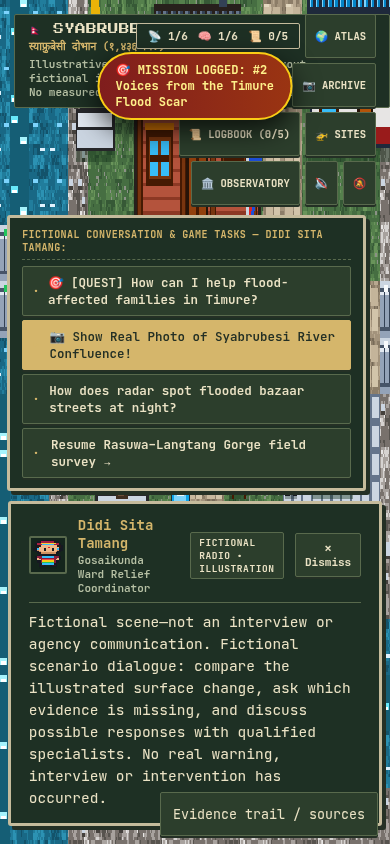 SYABRUBE
📡 1/6 🧠 1/6 📜 0/5
🌍 ATLAS
स्याफ्रुबेसी दोभान
Illustrative
fictional
No measured
🎯 MISSION LOGGED: #2
Voices from the Timure
Flood Scar
📷 ARCHIVE
📜 LOGBOOK (0/5)
🚁 SITES
🏛️ OBSERVATORY
FICTIONAL CONVERSATION & GAME TASKS — DIDI SITA
TAMANG:
· 🎯 [QUEST] How can I help flood-
affected families in Timure?
📷 Show Real Photo of Syabrubesi River
Confluence!
· How does radar spot flooded bazaar
streets at night?
· Resume Rasuwa–Langtang Gorge field
survey →
Didi Sita
Tamang
Gosaikunda
Ward Relief
Coordinator
FICTIONAL
RADIO •
ILLUSTRATION
×
Dismiss
Fictional scene—not an interview or
agency communication. Fictional
scenario dialogue: compare the
illustrated surface change, ask which
evidence is missing, and discuss
possible responses with qualified
specialists. No real warning,
interview or intervention has
occurred.
Evidence trail / sources